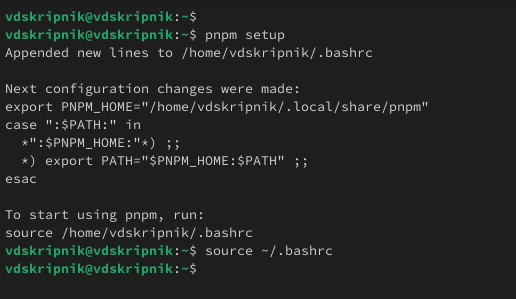 vdskripnik@vdskripnik:~$
vdskripnik@vdskripnik:~$ pnpm setup
Appended new lines to /home/vdskripnik/.bashrc

Next configuration changes were made:
export PNPM_HOME="/home/vdskripnik/.local/share/pnpm"
case ":$PATH:" in
  *":$PNPM_HOME:"*) ;;
  *) export PATH="$PNPM_HOME:$PATH" ;;
esac

To start using pnpm, run:
source /home/vdskripnik/.bashrc
vdskripnik@vdskripnik:~$ source ~/.bashrc
vdskripnik@vdskripnik:~$